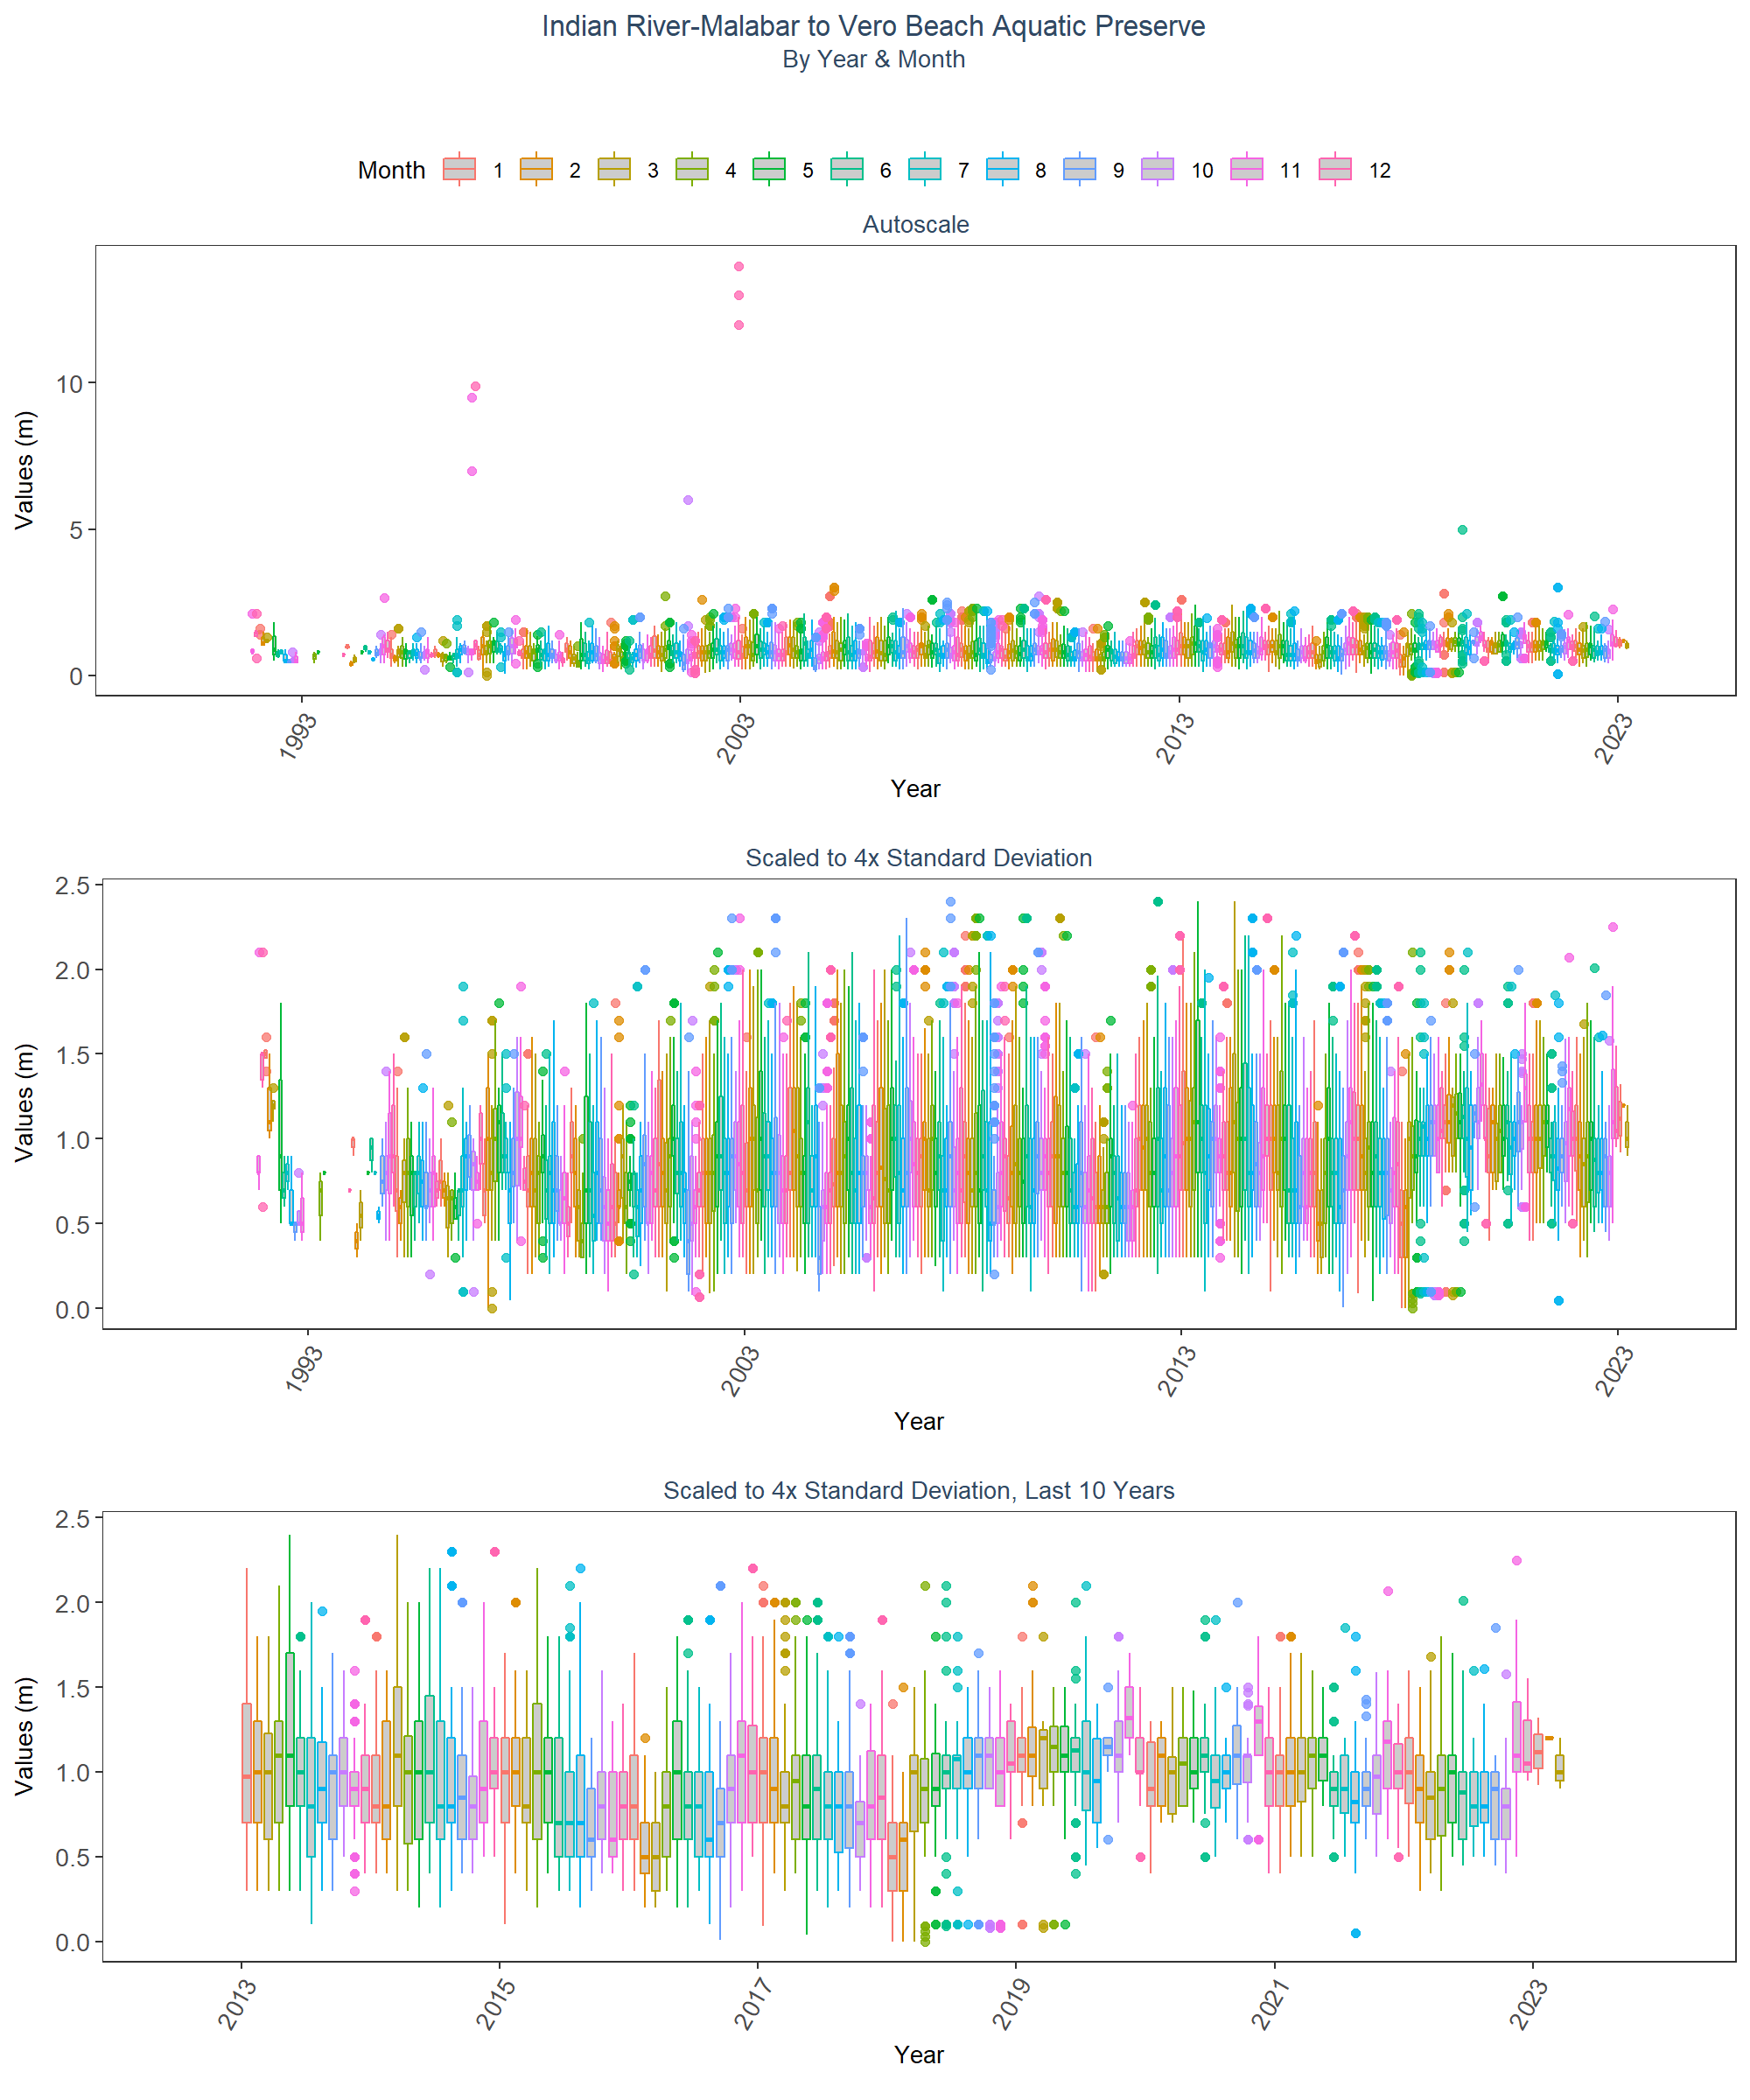 Indian River-Malabar to Vero Beach Aquatic Preserve
By Year & Month
Month 1 2 3 4 5 6 7 8 9 10 11 12
Autoscale
Values (m)
10
5
0
1993 2003 2013 2023
Year
Scaled to 4x Standard Deviation
Values (m)
2.5
2.0
1.5
1.0
0.5
0.0
1993 2003 2013 2023
Year
Scaled to 4x Standard Deviation, Last 10 Years
Values (m)
2.5
2.0
1.5
1.0
0.5
0.0
2013 2015 2017 2019 2021 2023
Year